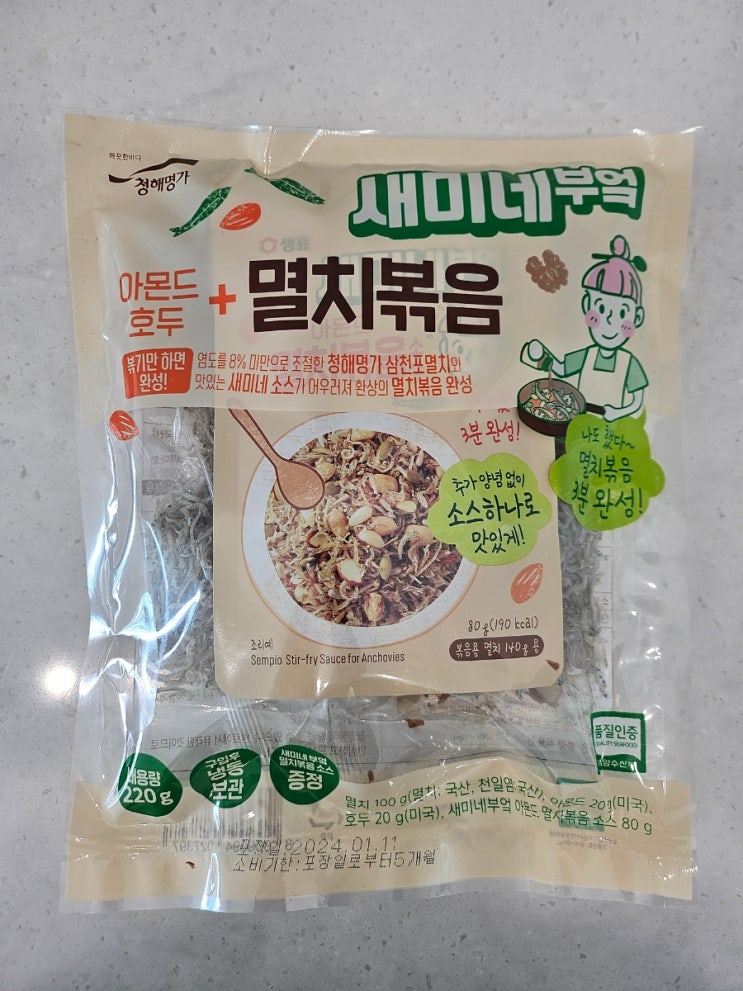 깨끗한바다
청해명가
새미네부엌
샘표
아몬드
호두
+
멸치볶음
볶기만 하면
완성!
염도를 8% 미만으로 조절한 청해명가 삼천포멸치와
맛있는 새미네 소스가 어우러져 환상의 멸치볶음 완성
3분 완성!
나도 했다~
멸치볶음
3분 완성!
추가 양념 없이
소스하나로
맛있게!
80g(190 kcal)
볶음용 멸치 140g 용
조리예
Sempio Stir-fry Sauce for Anchovies
품질인증
QUALITY SEAFOOD
내용량
220 g
구입후
냉동
보관
새미네 부엌
멸치볶음 소스
증정
멸치 100 g(멸치: 국산, 천일염:국산), 아몬드 20 g(미국),
호두 20 g(미국), 새미네부엌 아몬드 멸치볶음 소스 80 g
포장일:2024.01.11
소비기한:포장일로부터5개월